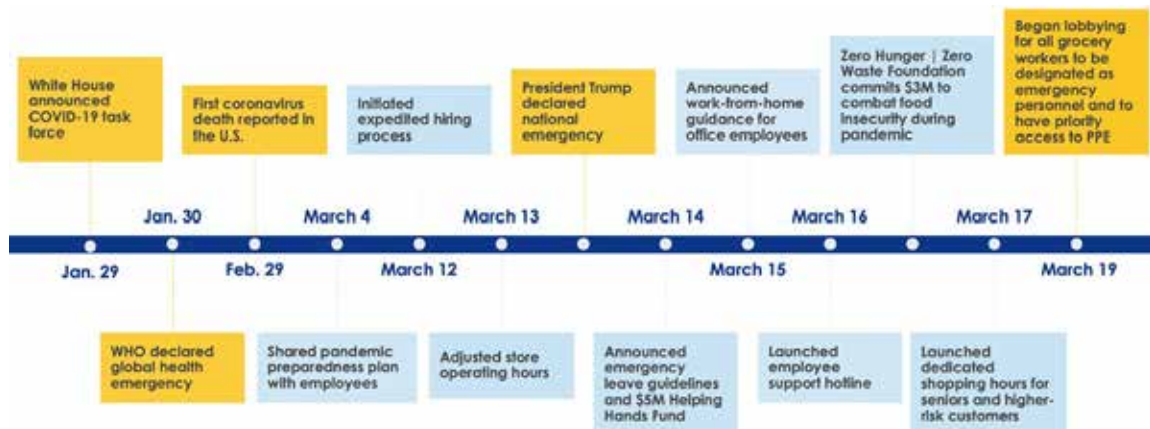 White House
announced
COVID-19 task
force
First coronavirus
death reported in
the U.S.
Initiated
expedited hiring
process
President Trump
declared
national
emergency
Announced
work-from-home
guidance for
office employees
Zero Hunger | Zero
Waste Foundation
commits $3M to
combat food
insecurity during
pandemic
Began lobbying
for all grocery
workers to be
designated as
emergency
personnel and to
have priority
access to PPE
Jan. 30
March 4
March 13
March 14
March 16
March 17
Jan. 29
Feb. 29
March 12
March 15
March 19
WHO declared
global health
emergency
Shared pandemic
preparedness plan
with employees
Adjusted store
operating hours
Announced
emergency
leave guidelines
and $5M Helping
Hands Fund
Launched
employee
support hotline
Launched
dedicated
shopping hours for
seniors and higher-
risk customers